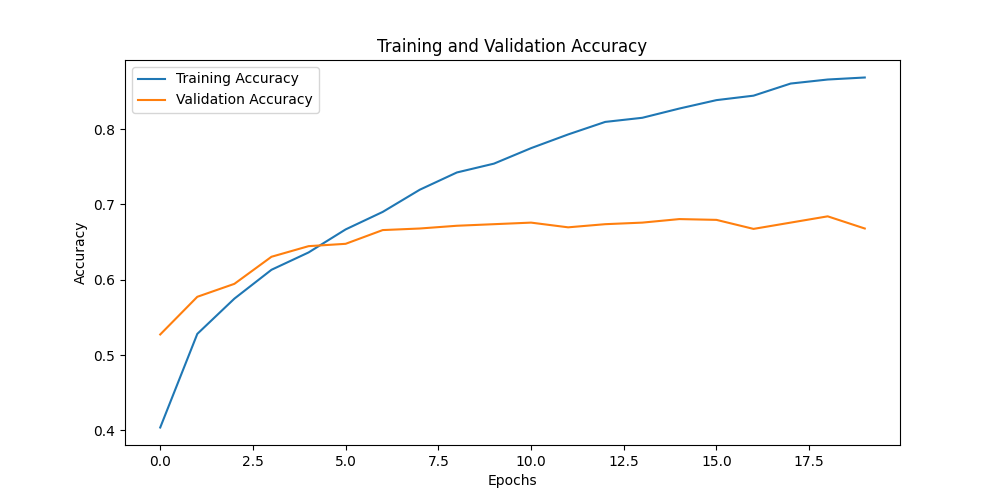 Training and Validation Accuracy
Training Accuracy
Validation Accuracy
Accuracy
0.8
0.7
0.6
0.5
0.4
0.0 2.5 5.0 7.5 10.0 12.5 15.0 17.5
Epochs